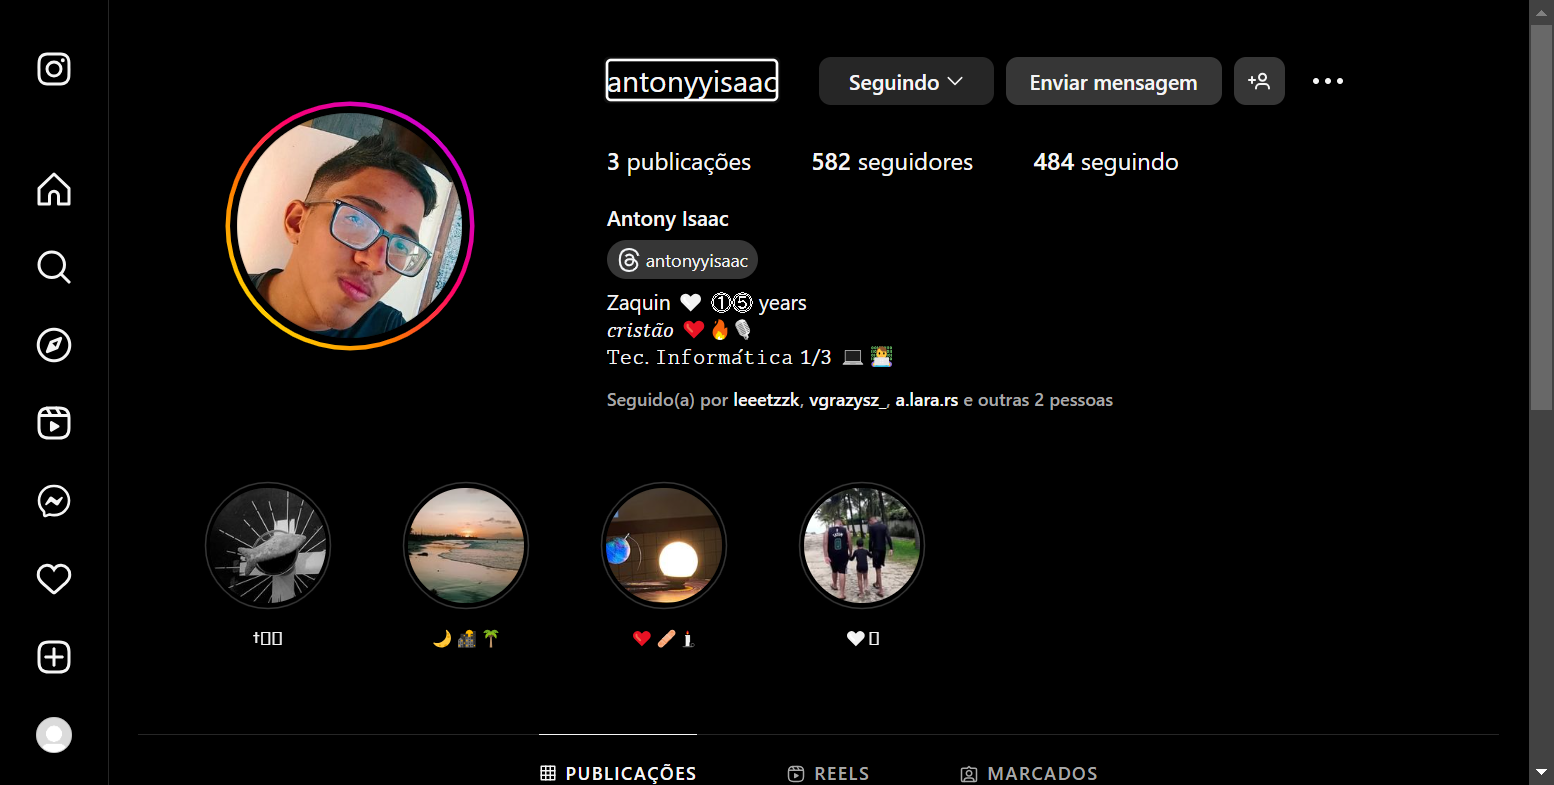 antonyyisaac
Seguindo
Enviar mensagem
3 publicações 582 seguidores 484 seguindo
Antony Isaac
antonyyisaac
Zaquin 🤍 ⓵⓹ years
𝑐𝑟𝑖𝑠𝑡𝑎̃𝑜 ❤️🔥🎙️
𝚃𝚎𝚌. 𝙸𝚗𝚏𝚘𝚛𝚖𝚊́𝚝𝚒𝚌𝚊 1/3 💻👨‍💻
Seguido(a) por leeetzzk, vgrazysz_, a.lara.rs e outras 2 pessoas
PUBLICAÇÕES REELS MARCADOS